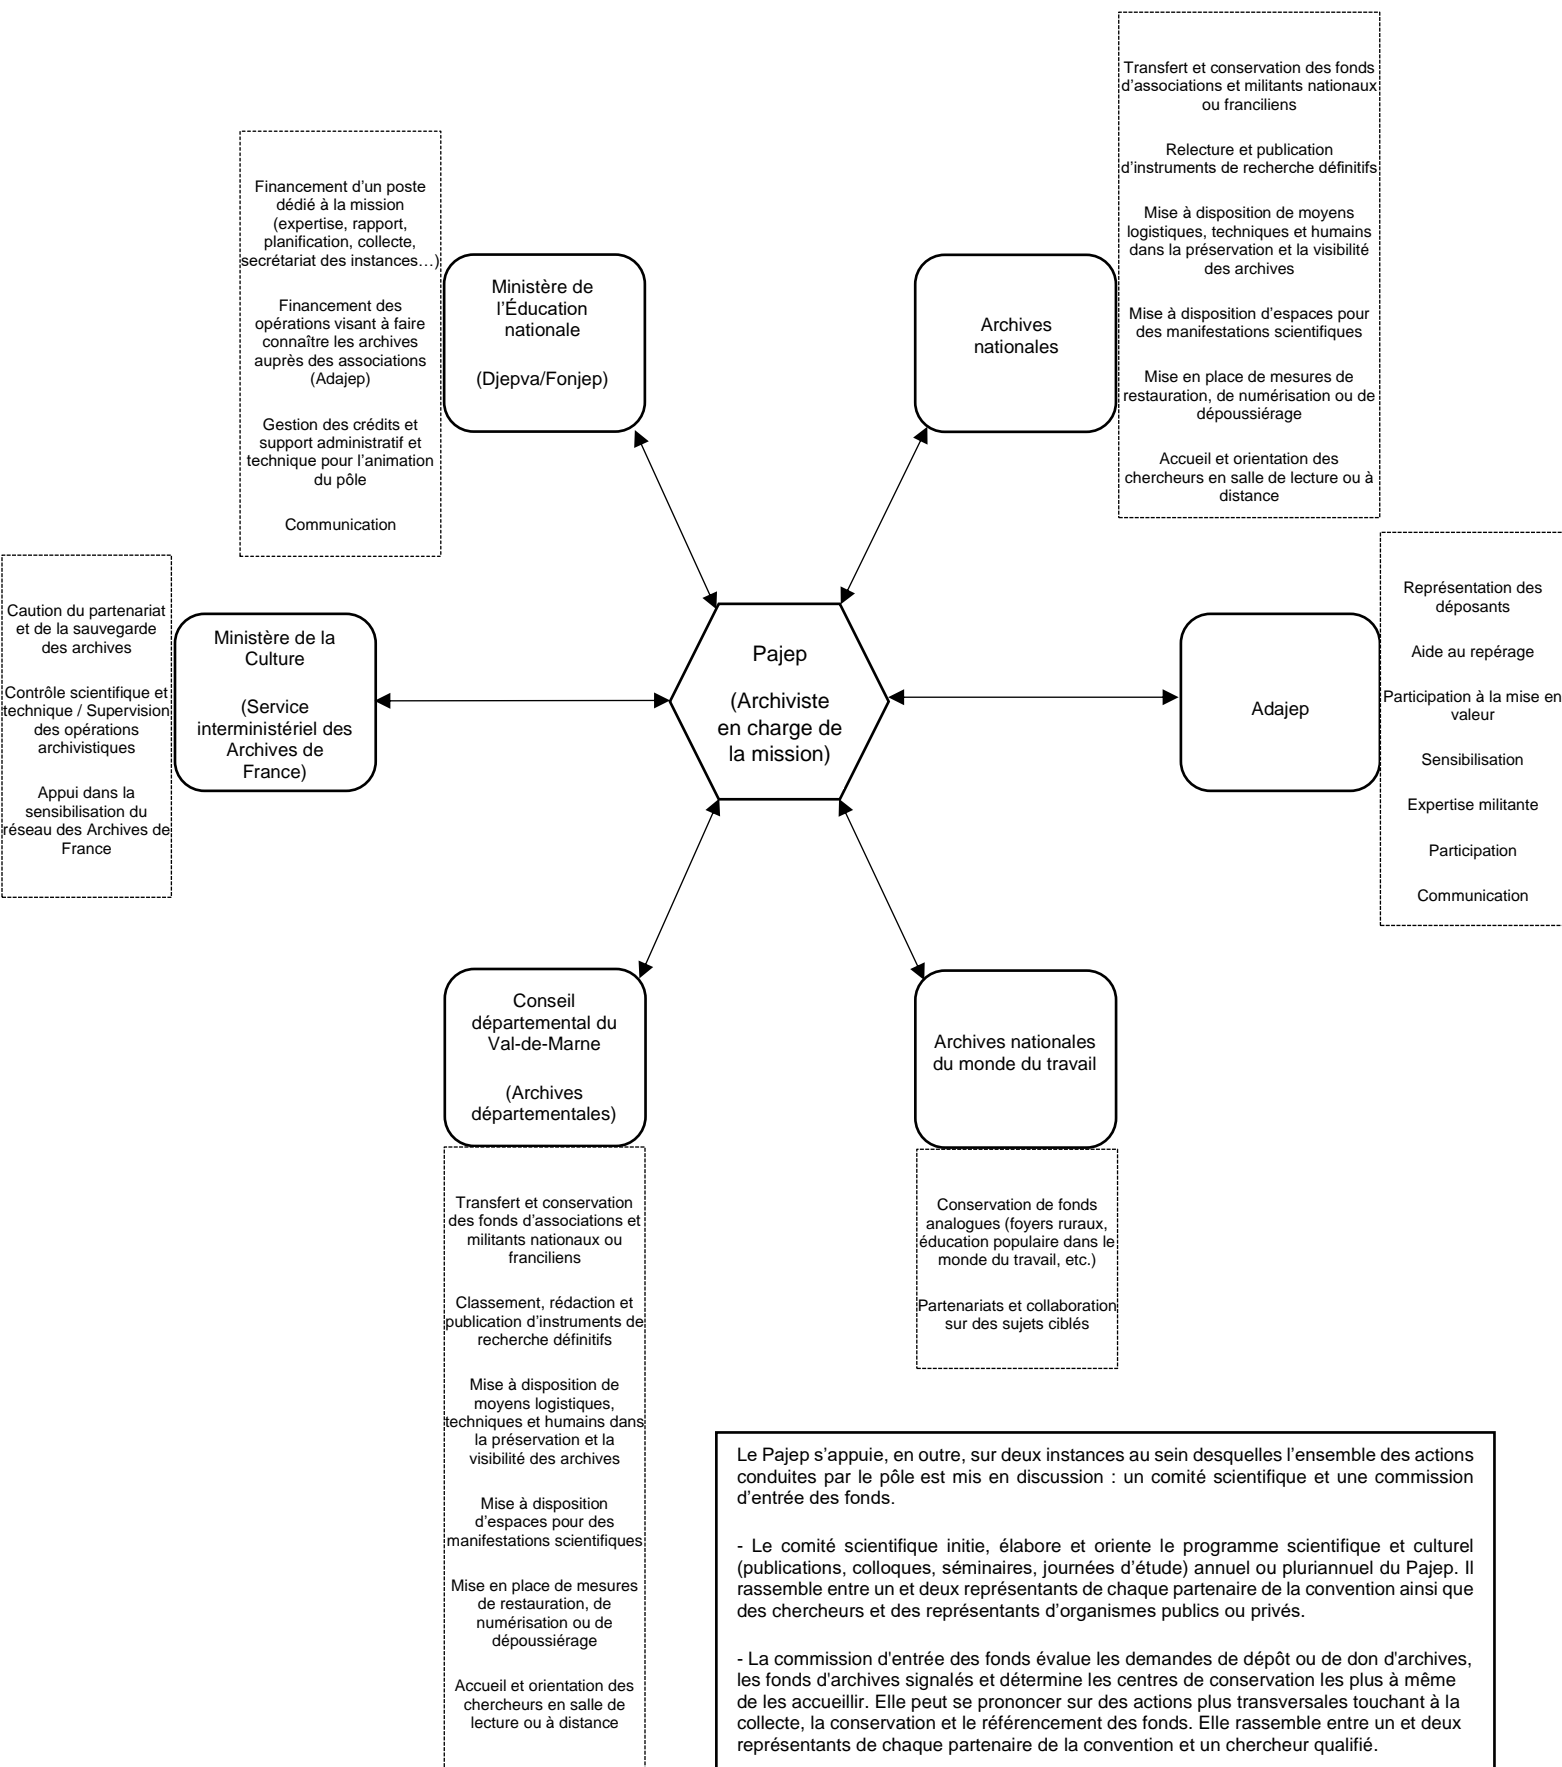 Transfert et conservation des fonds
d’associations et militants nationaux
ou franciliens
Relecture et publication
d’instruments de recherche définitifs
Mise à disposition de moyens
logistiques, techniques et humains
dans la préservation et la visibilité
des archives
Mise à disposition d’espaces pour
des manifestations scientifiques
Mise en place de mesures de
restauration, de numérisation ou de
dépoussiérage
Accueil et orientation des
chercheurs en salle de lecture ou à
distance
Financement d’un poste
dédié à la mission
(expertise, rapport,
planification, collecte,
secrétariat des instances…)
Financement des
opérations visant à faire
connaître les archives
auprès des associations
(Adajep)
Gestion des crédits et
support administratif et
technique pour l’animation
du pôle
Communication
Ministère de
l’Éducation
nationale
(Djepva/Fonjep)
Archives
nationales
Caution du partenariat
et de la sauvegarde
des archives
Contrôle scientifique et
technique / Supervision
des opérations
archivistiques
Appui dans la
sensibilisation du
réseau des Archives de
France
Ministère de la
Culture
(Service
interministériel des
Archives de
France)
Pajep
(Archiviste
en charge de
la mission)
Adajep
Représentation des
déposants
Aide au repérage
Participation à la mise en
valeur
Sensibilisation
Expertise militante
Participation
Communication
Conseil
départemental du
Val-de-Marne
(Archives
départementales)
Archives nationales
du monde du travail
Transfert et conservation
des fonds d’associations et
militants nationaux ou
franciliens
Classement, rédaction et
publication d’instruments de
recherche définitifs
Mise à disposition de
moyens logistiques,
techniques et humains dans
la préservation et la
visibilité des archives
Mise à disposition
d’espaces pour des
manifestations scientifiques
Mise en place de mesures
de restauration, de
numérisation ou de
dépoussiérage
Accueil et orientation des
chercheurs en salle de
lecture ou à distance
Conservation de fonds
analogues (foyers ruraux,
éducation populaire dans le
monde du travail, etc.)
Partenariats et collaboration
sur des sujets ciblés
Le Pajep s’appuie, en outre, sur deux instances au sein desquelles l’ensemble des actions
conduites par le pôle est mis en discussion : un comité scientifique et une commission
d’entrée des fonds.
- Le comité scientifique initie, élabore et oriente le programme scientifique et culturel
(publications, colloques, séminaires, journées d’étude) annuel ou pluriannuel du Pajep. Il
rassemble entre un et deux représentants de chaque partenaire de la convention ainsi que
des chercheurs et des représentants d’organismes publics ou privés.
- La commission d'entrée des fonds évalue les demandes de dépôt ou de don d'archives,
les fonds d'archives signalés et détermine les centres de conservation les plus à même
de les accueillir. Elle peut se prononcer sur des actions plus transversales touchant à la
collecte, la conservation et le référencement des fonds. Elle rassemble entre un et deux
représentants de chaque partenaire de la convention et un chercheur qualifié.